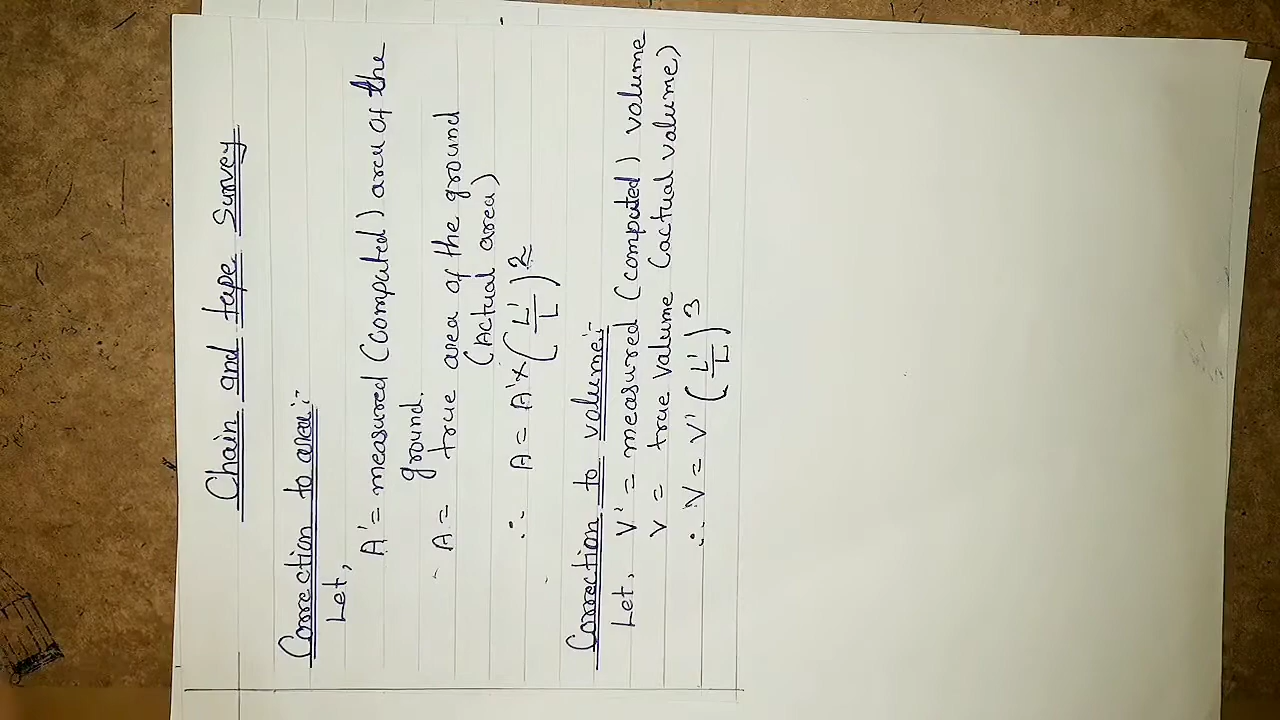 Chain and tape Survey
Correction to area:-
Let,
A' = measured (computed) area of the
ground.
A = true area of the ground
(Actual area)
∴ A = A' × (L'/L)²
Correction to volume:-
Let, V' = measured (computed) volume
V = true volume (actual volume)
∴ V = V' (L'/L)³